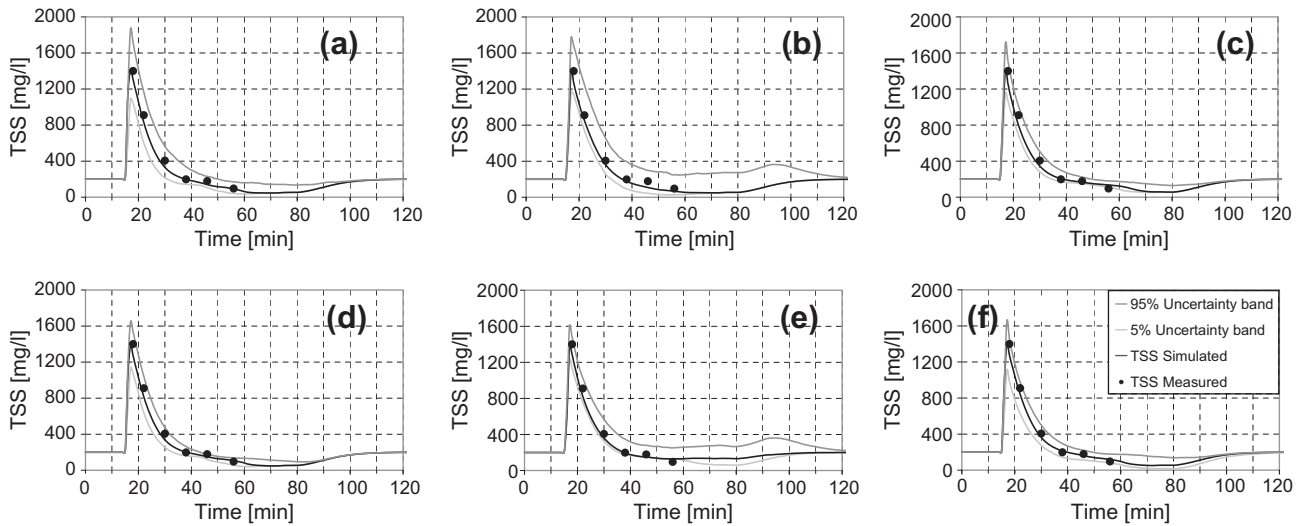 2000
1600
1200
800
400
0
TSS [mg/l]
(a)
0 20 40 60 80 100 120
Time [min]
2000
1600
1200
800
400
0
TSS [mg/l]
(b)
0 20 40 60 80 100 120
Time [min]
2000
1600
1200
800
400
0
TSS [mg/l]
(c)
0 20 40 60 80 100 120
Time [min]
2000
1600
1200
800
400
0
TSS [mg/l]
(d)
0 20 40 60 80 100 120
Time [min]
2000
1600
1200
800
400
0
TSS [mg/l]
(e)
0 20 40 60 80 100 120
Time [min]
2000
1600
1200
800
400
0
TSS [mg/l]
(f)
95% Uncertainty band
5% Uncertainty band
TSS Simulated
TSS Measured
0 20 40 60 80 100 120
Time [min]